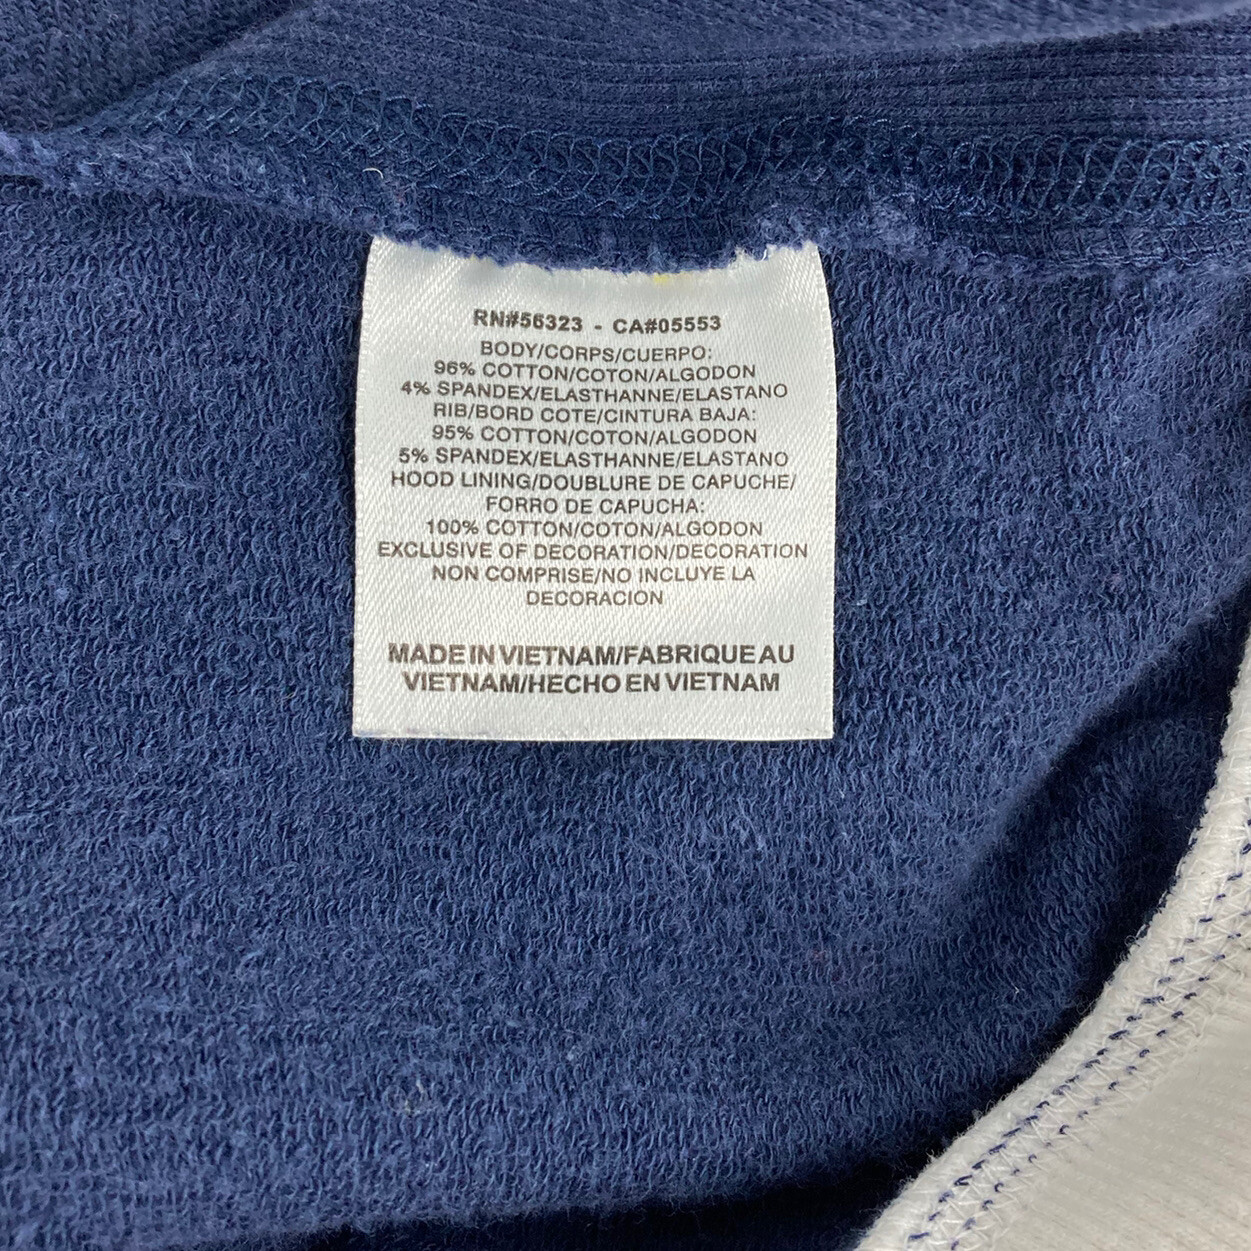 RN#56323 - CA#05553
BODY/CORPS/CUERPO:
96% COTTON/COTON/ALGODON
4% SPANDEX/ELASTHANNE/ELASTANO
RIB/BORD COTE/CINTURA BAJA:
95% COTTON/COTON/ALGODON
5% SPANDEX/ELASTHANNE/ELASTANO
HOOD LINING/DOUBLURE DE CAPUCHE/
FORRO DE CAPUCHA:
100% COTTON/COTON/ALGODON
EXCLUSIVE OF DECORATION/DECORATION
NON COMPRISE/NO INCLUYE LA
DECORACION
MADE IN VIETNAM/FABRIQUE AU
VIETNAM/HECHO EN VIETNAM